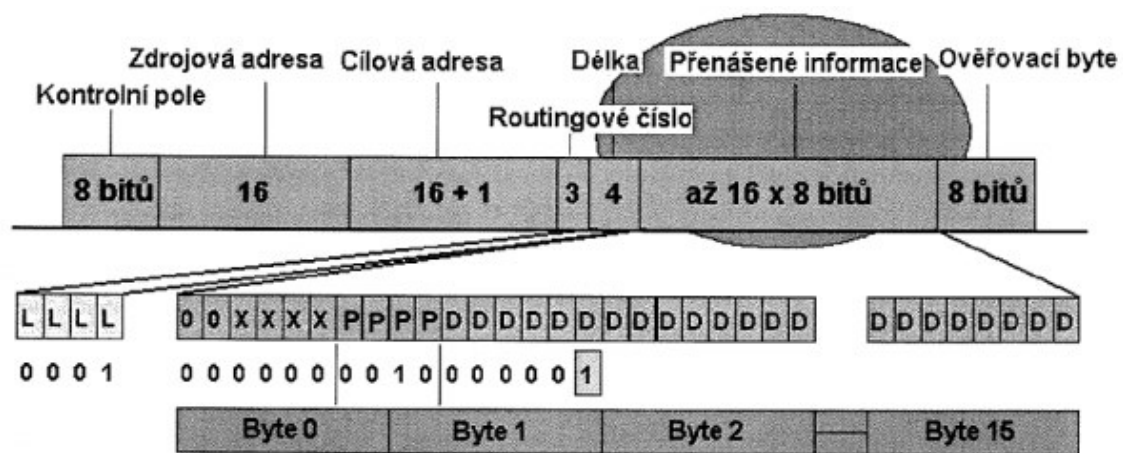 Zdrojová adresa Cílová adresa Délka Přenášené informace Ověřovací byte
Kontrolní pole
Routingové číslo
8 bitů 16 16 + 1 3 4 až 16 x 8 bitů 8 bitů
L L L L 0 0 X X X X P P P P D D D D D D D D D D D D D D D D D D D D D D
0 0 0 1 0 0 0 0 0 0 0 0 1 0 0 0 0 0 0 1
Byte 0 Byte 1 Byte 2 Byte 15